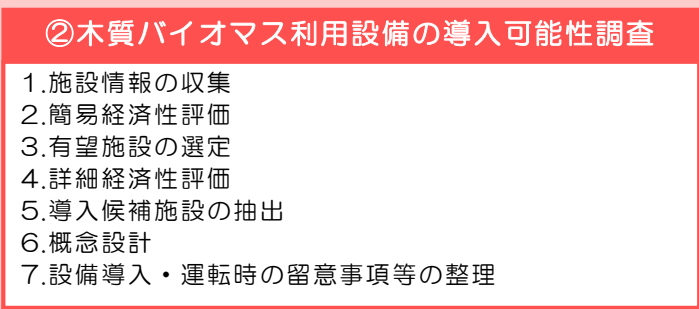 ②木質バイオマス利用設備の導入可能性調査
1.施設情報の収集
2.簡易経済性評価
3.有望施設の選定
4.詳細経済性評価
5.導入候補施設の抽出
6.概念設計
7.設備導入・運転時の留意事項等の整理